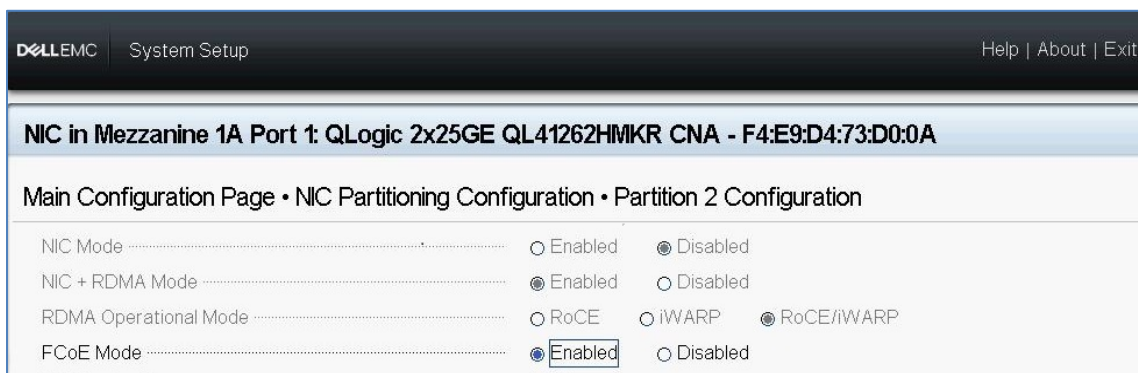 DELLEMC System Setup Help | About | Exit
NIC in Mezzanine 1A Port 1: QLogic 2x25GE QL41262HMKR CNA - F4:E9:D4:73:D0:0A
Main Configuration Page • NIC Partitioning Configuration • Partition 2 Configuration
NIC Mode Enabled Disabled
NIC + RDMA Mode Enabled Disabled
RDMA Operational Mode RoCE iWARP RoCE/iWARP
FCoE Mode Enabled Disabled